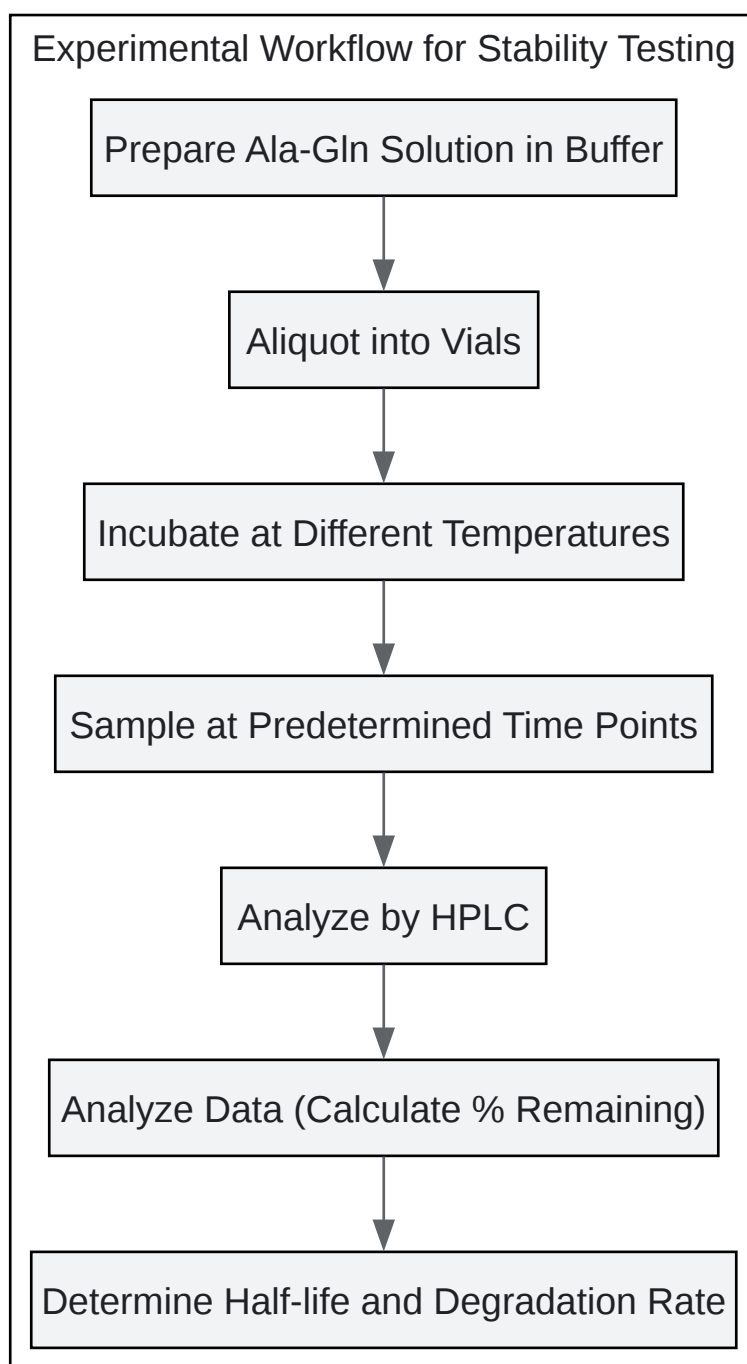 Experimental Workflow for Stability Testing
Prepare Ala-Gln Solution in Buffer
Aliquot into Vials
Incubate at Different Temperatures
Sample at Predetermined Time Points
Analyze by HPLC
Analyze Data (Calculate % Remaining)
Determine Half-life and Degradation Rate